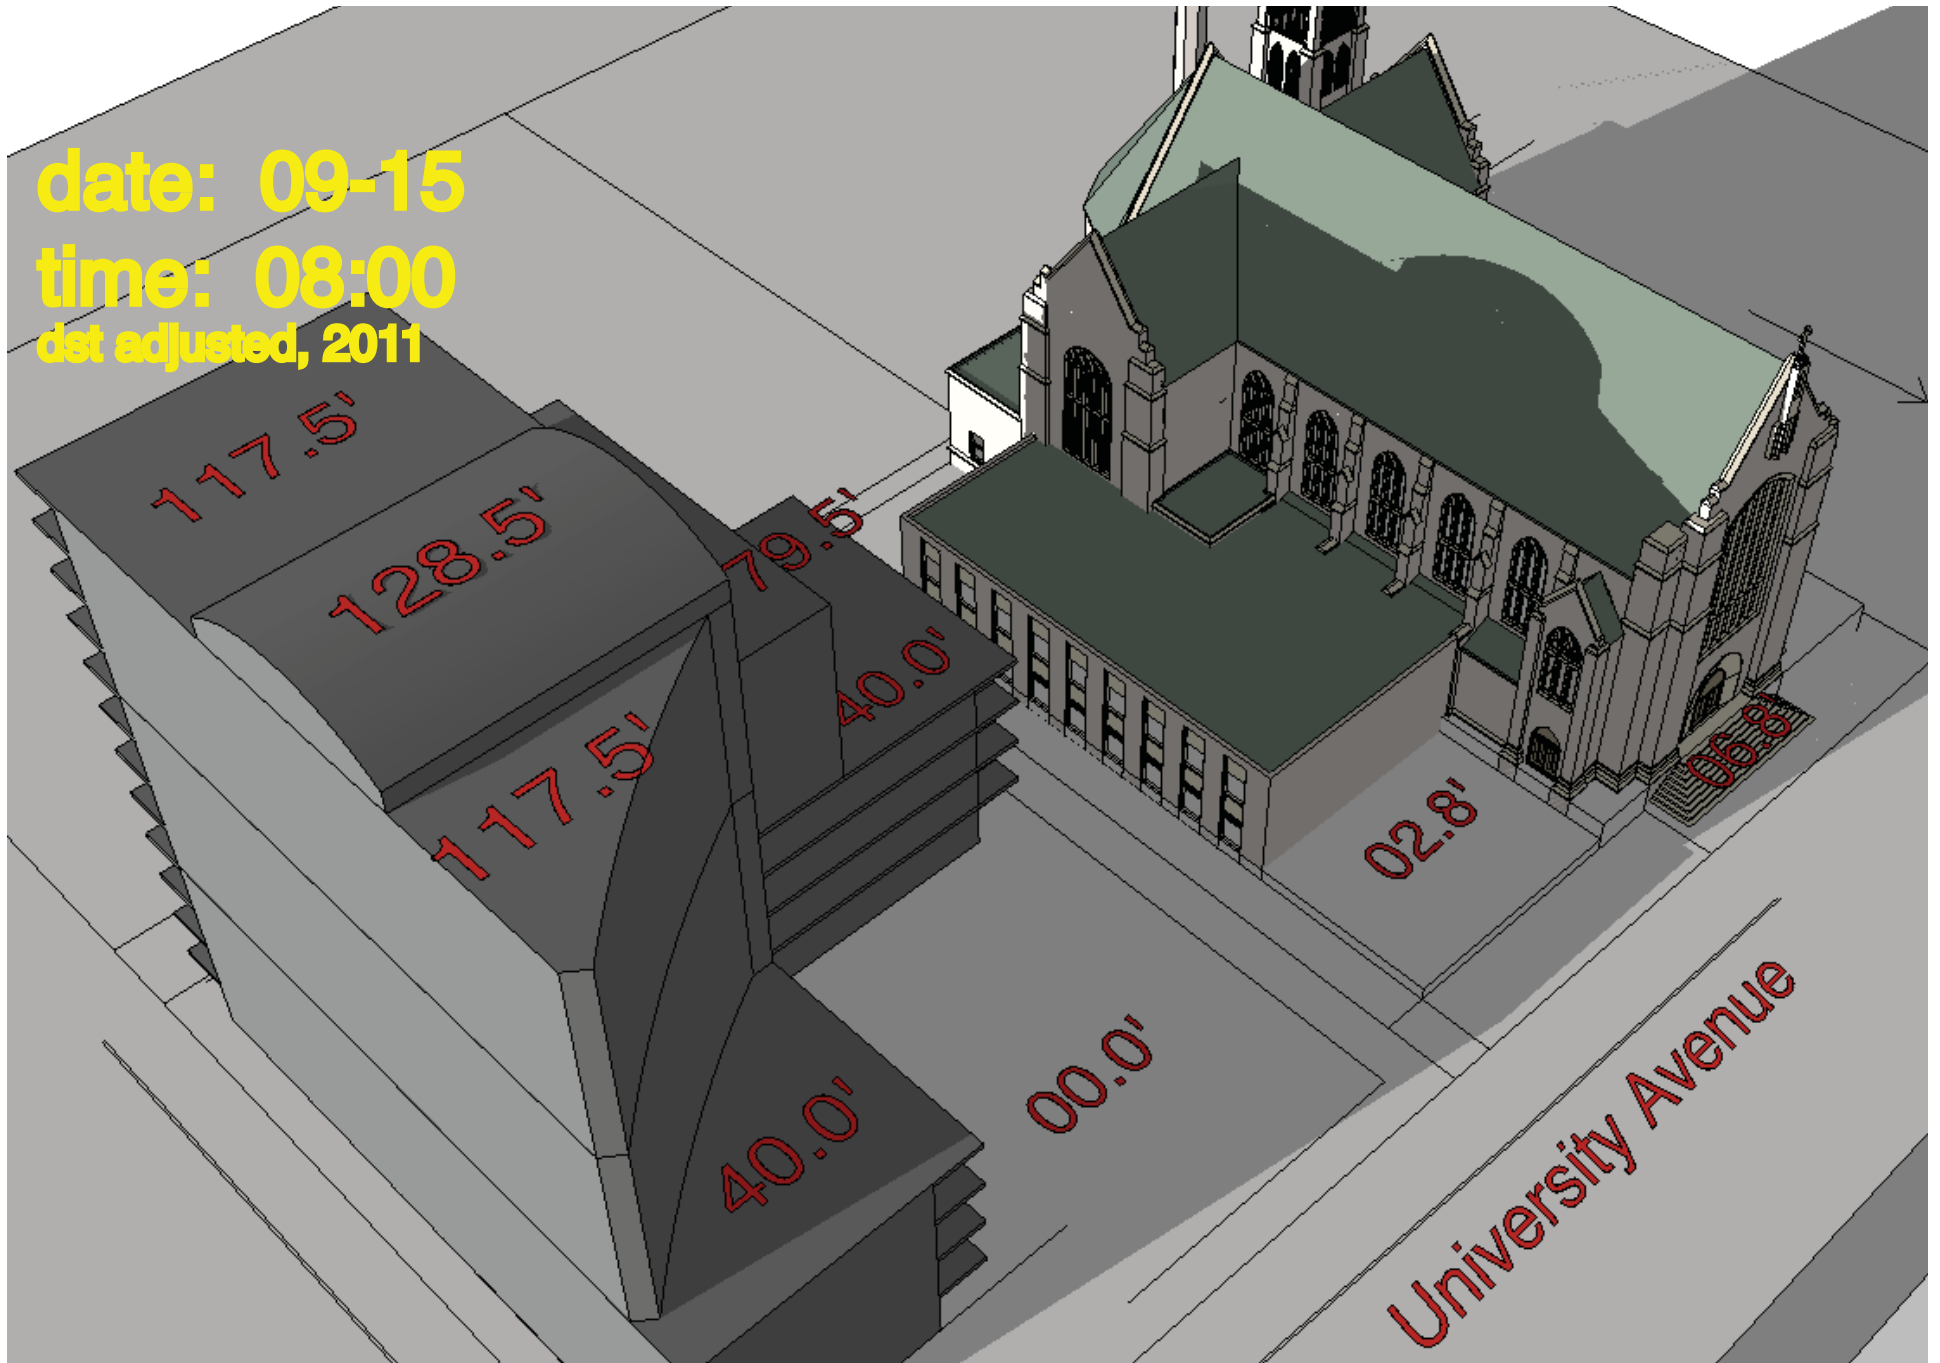 date: 09-15
time: 08:00
dst adjusted, 2011
117.5'
128.5'
79.5'
40.0'
117.5'
06.8'
02.8'
00.0'
40.0'
University Avenue